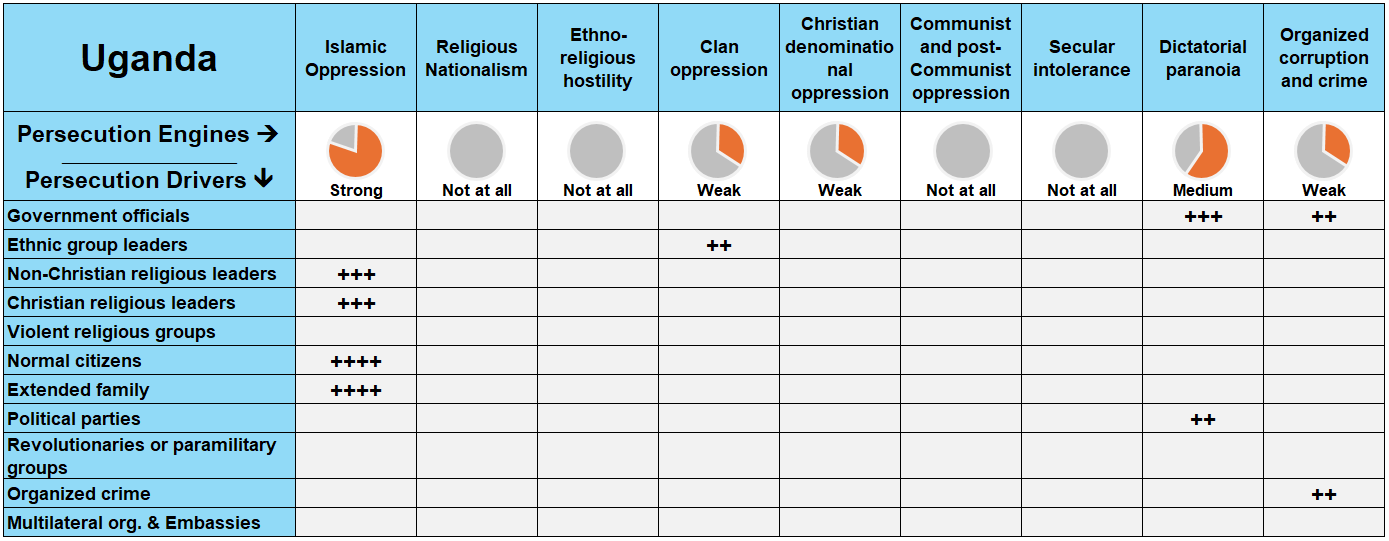 Uganda
Islamic
Oppression
Religious
Nationalism
Ethno-
religious
hostility
Clan
oppression
Christian
denominatio
nal
oppression
Communist
and post-
Communist
oppression
Secular
intolerance
Dictatorial
paranoia
Organized
corruption
and crime
Persecution Engines →
Persecution Drivers ↓
Strong
Not at all
Not at all
Weak
Weak
Not at all
Not at all
Medium
Weak
Government officials +++ ++
Ethnic group leaders ++
Non-Christian religious leaders +++
Christian religious leaders +++
Violent religious groups
Normal citizens ++++
Extended family ++++
Political parties ++
Revolutionaries or paramilitary
groups
Organized crime ++
Multilateral org. & Embassies